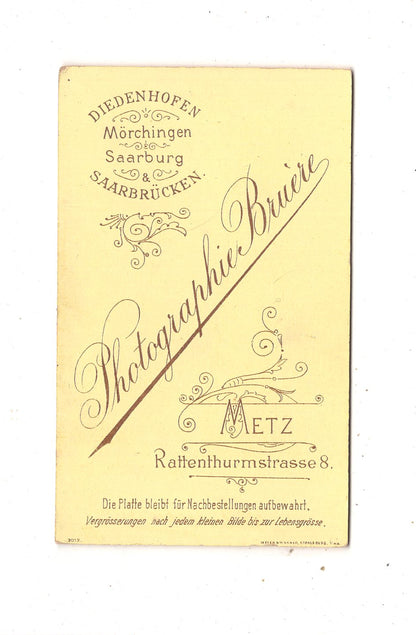 DIEDENHOFEN
Mörchingen
&
Saarburg
&
SAARBRÜCKEN.
Photographie Bruère
METZ
Rattenthurmstrasse 8.
Die Platte bleibt für Nachbestellungen aufbewahrt.
Vergrösserungen nach jedem kleinen Bilde bis zur Lebensgrösse.